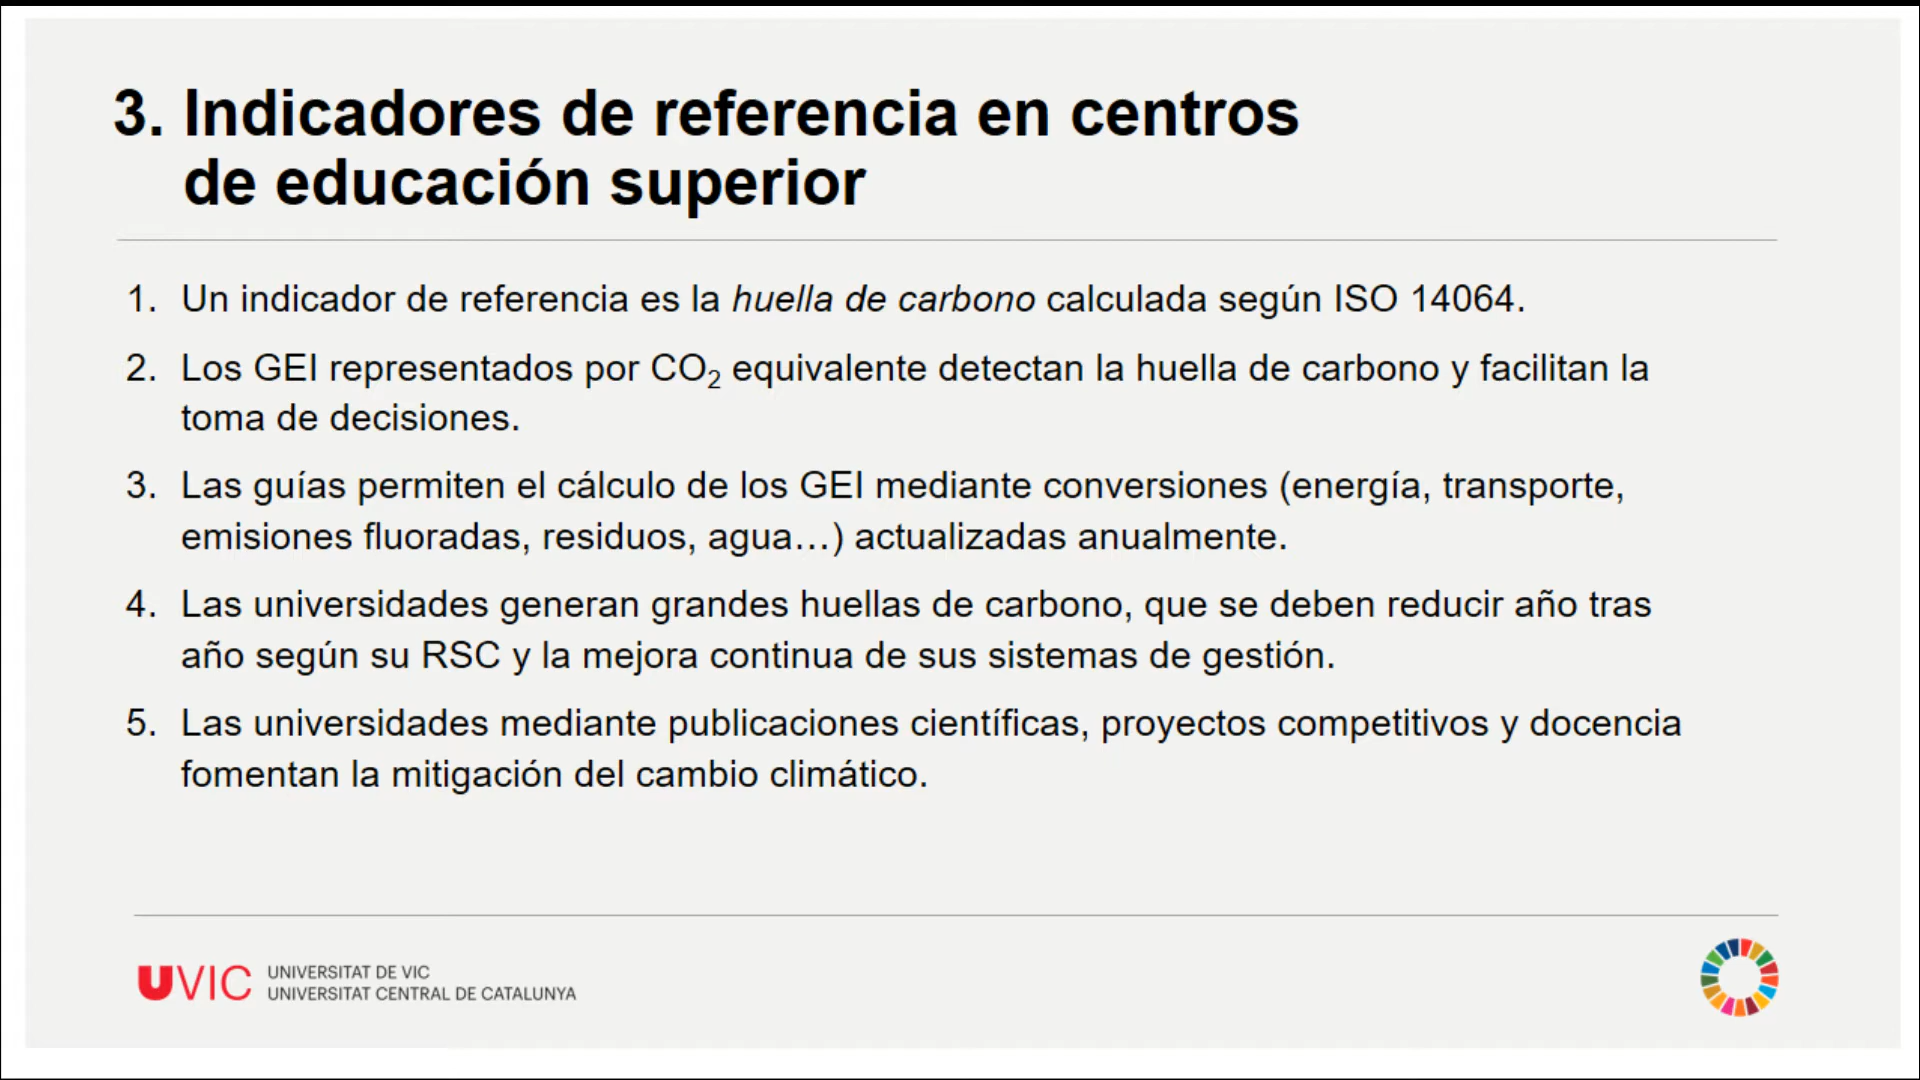 3. Indicadores de referencia en centros
de educación superior
1. Un indicador de referencia es la huella de carbono calculada según ISO 14064.
2. Los GEI representados por CO₂ equivalente detectan la huella de carbono y facilitan la
toma de decisiones.
3. Las guías permiten el cálculo de los GEI mediante conversiones (energía, transporte,
emisiones fluoradas, residuos, agua…) actualizadas anualmente.
4. Las universidades generan grandes huellas de carbono, que se deben reducir año tras
año según su RSC y la mejora continua de sus sistemas de gestión.
5. Las universidades mediante publicaciones científicas, proyectos competitivos y docencia
fomentan la mitigación del cambio climático.
UVIC
UNIVERSITAT DE VIC
UNIVERSITAT CENTRAL DE CATALUNYA